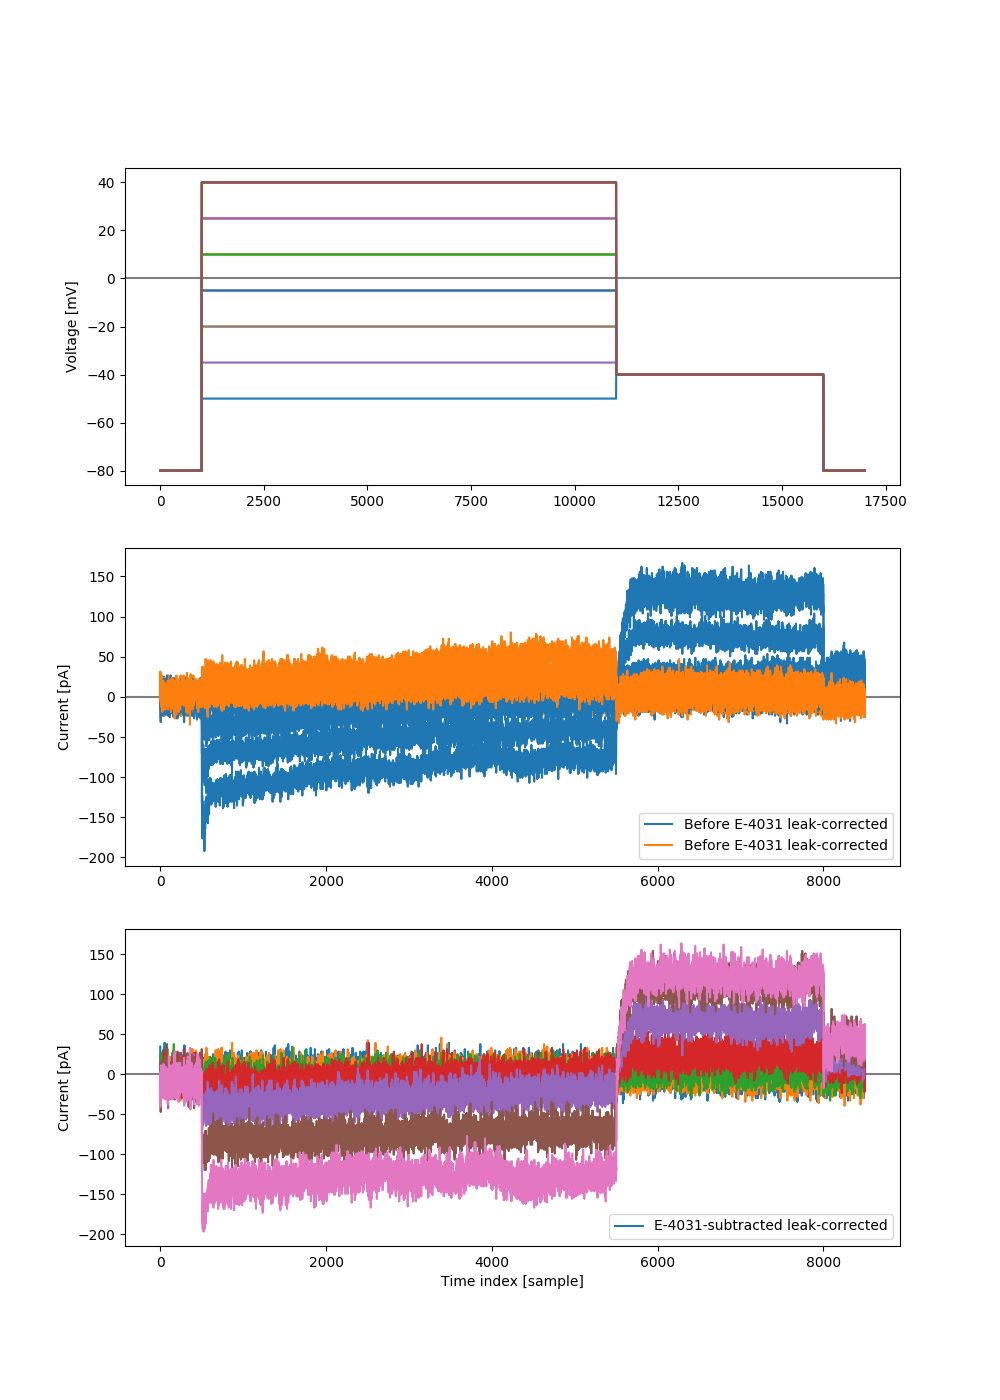 40
20
0
−20
−40
−60
−80
Voltage [mV]
0 2500 5000 7500 10000 12500 15000 17500
150
100
50
0
−50
−100
−150
−200
Current [pA]
Before E-4031 leak-corrected
Before E-4031 leak-corrected
0 2000 4000 6000 8000
150
100
50
0
−50
−100
−150
−200
Current [pA]
E-4031-subtracted leak-corrected
0 2000 4000 6000 8000
Time index [sample]